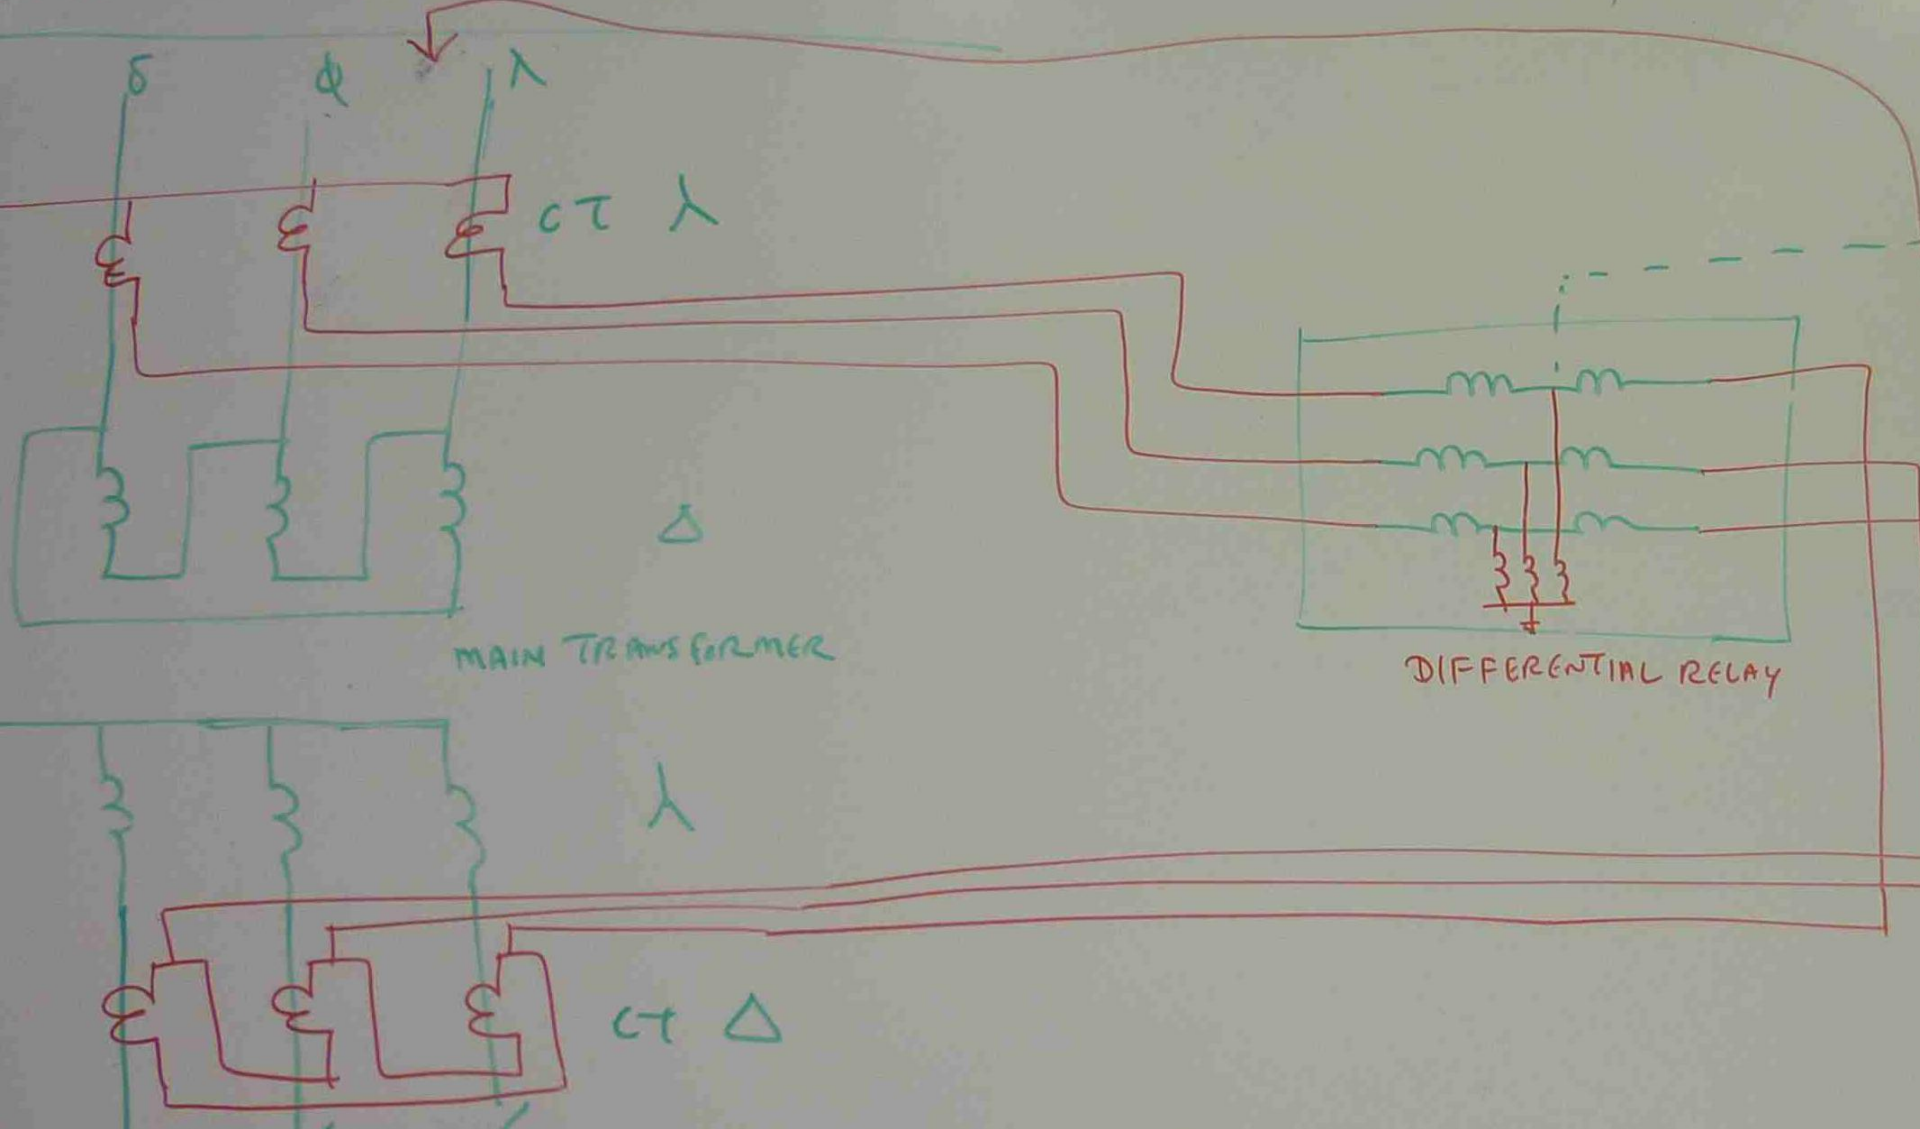 δ φ λ
CT λ
Δ
MAIN TRANSFORMER
DIFFERENTIAL RELAY
λ
CT Δ